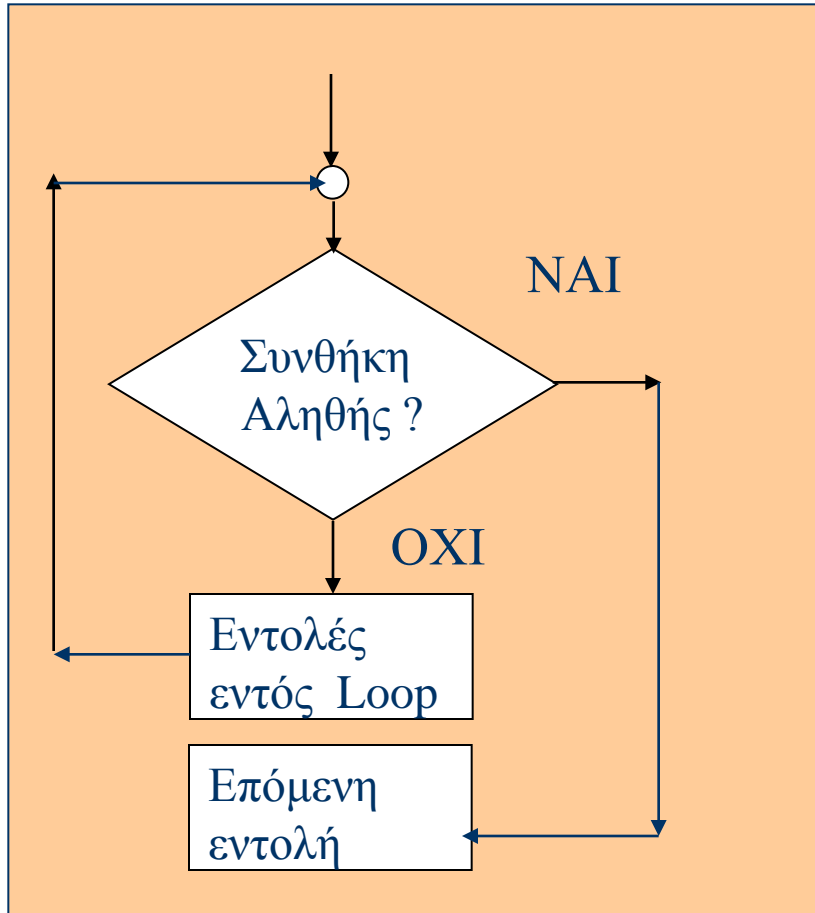 ΝΑΙ
Συνθήκη
Αληθής ?
ΟΧΙ
Εντολές
εντός Loop
Επόμενη
εντολή